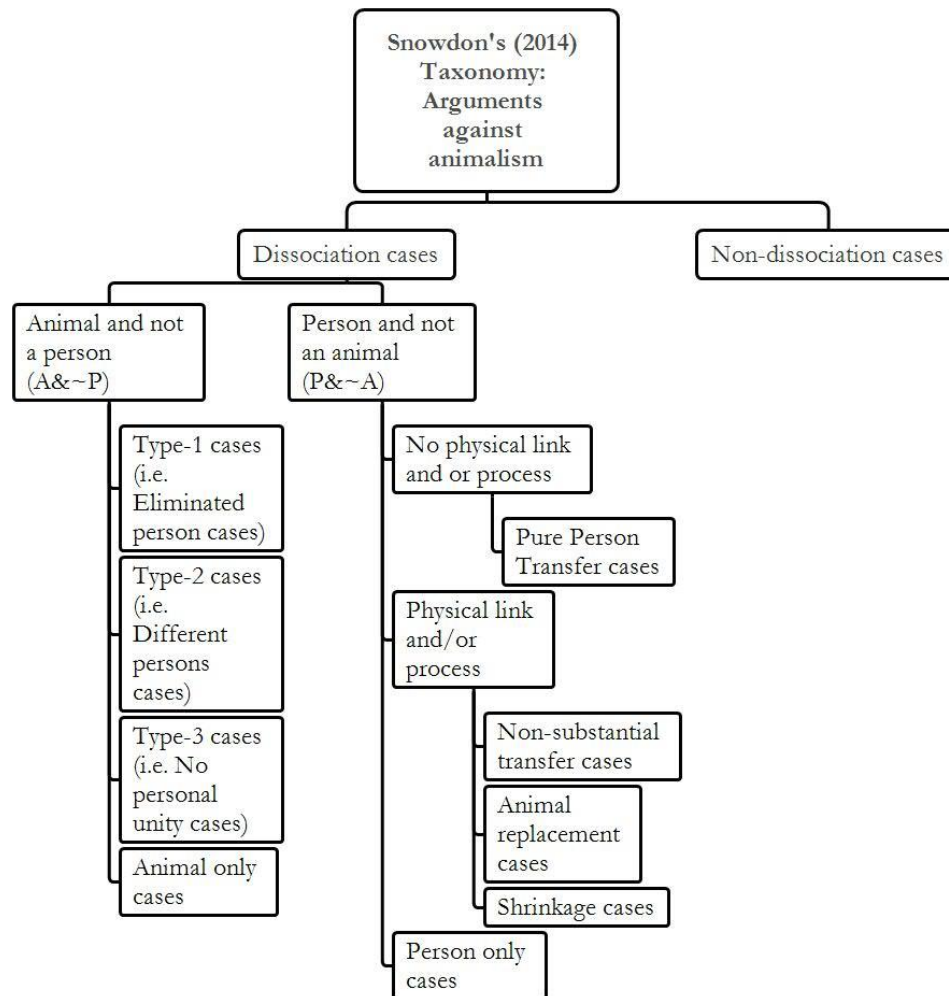 Snowdon's (2014)
Taxonomy:
Arguments
against
animalism
Dissociation cases
Non-dissociation cases
Animal and not
a person
(A&~P)
Type-1 cases
(i.e.
Eliminated
person cases)
Type-2 cases
(i.e.
Different
persons
cases)
Type-3 cases
(i.e. No
personal
unity cases)
Animal only
cases
Person and not
an animal
(P&~A)
No physical link
and or process
Pure Person
Transfer cases
Physical link
and/or
process
Non-substantial
transfer cases
Animal
replacement
cases
Shrinkage cases
Person only
cases